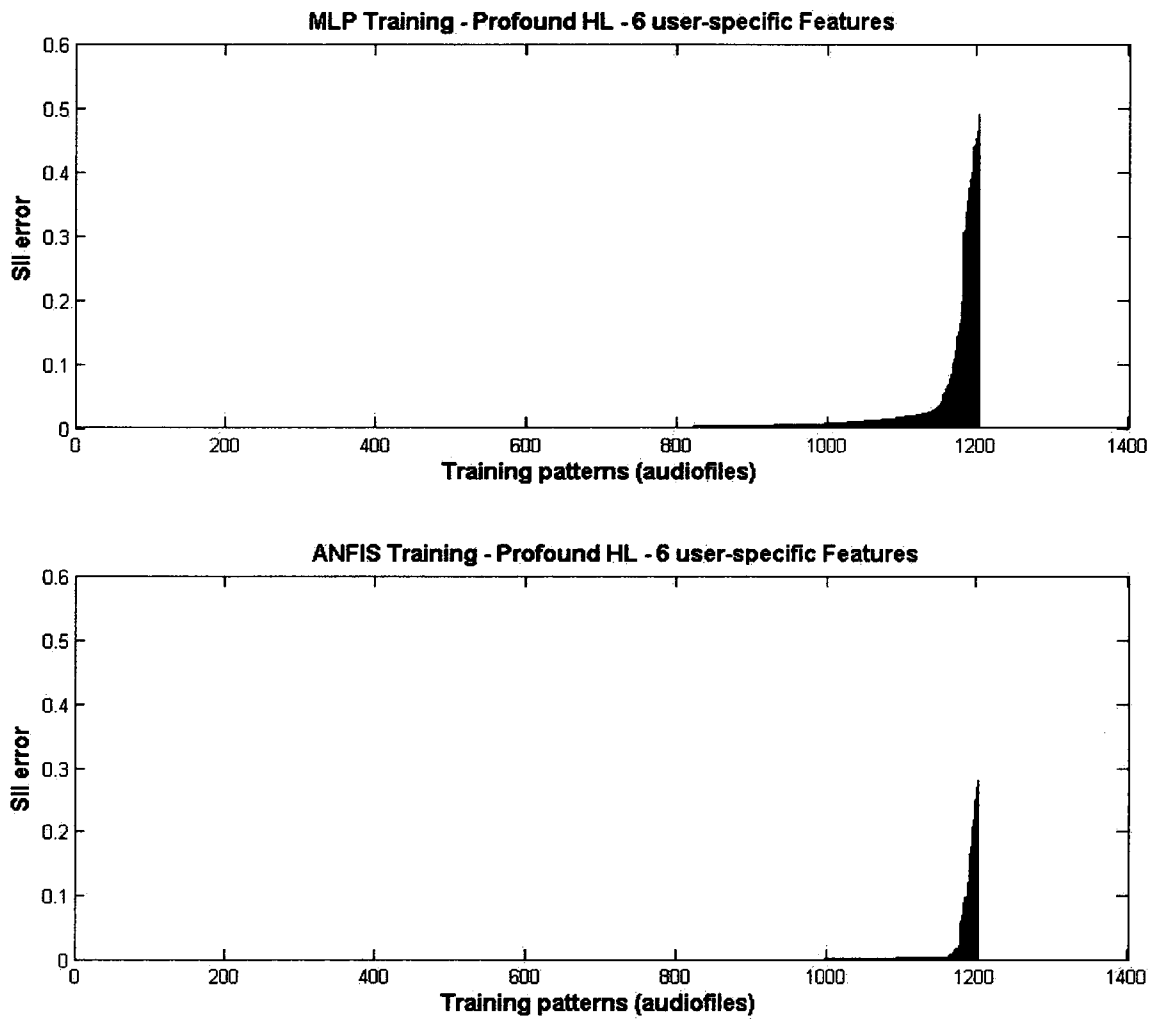 MLP Training - Profound HL - 6 user-specific Features
0.6
0.5
0.4
0.3
0.2
0.1
0
SII error
0 200 400 600 800 1000 1200 1400
Training patterns (audiofiles)
ANFIS Training - Profound HL - 6 user-specific Features
0.6
0.5
0.4
0.3
0.2
0.1
0
SII error
0 200 400 600 800 1000 1200 1400
Training patterns (audiofiles)